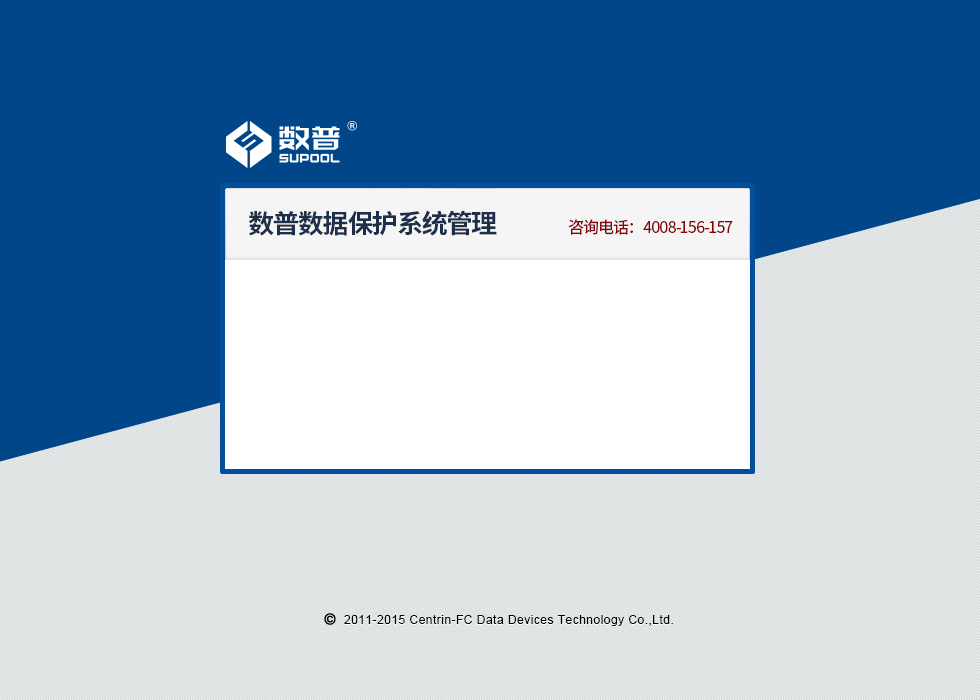 数普®
SUPOOL
数普数据保护系统管理
咨询电话：4008-156-157
© 2011-2015 Centrin-FC Data Devices Technology Co.,Ltd.